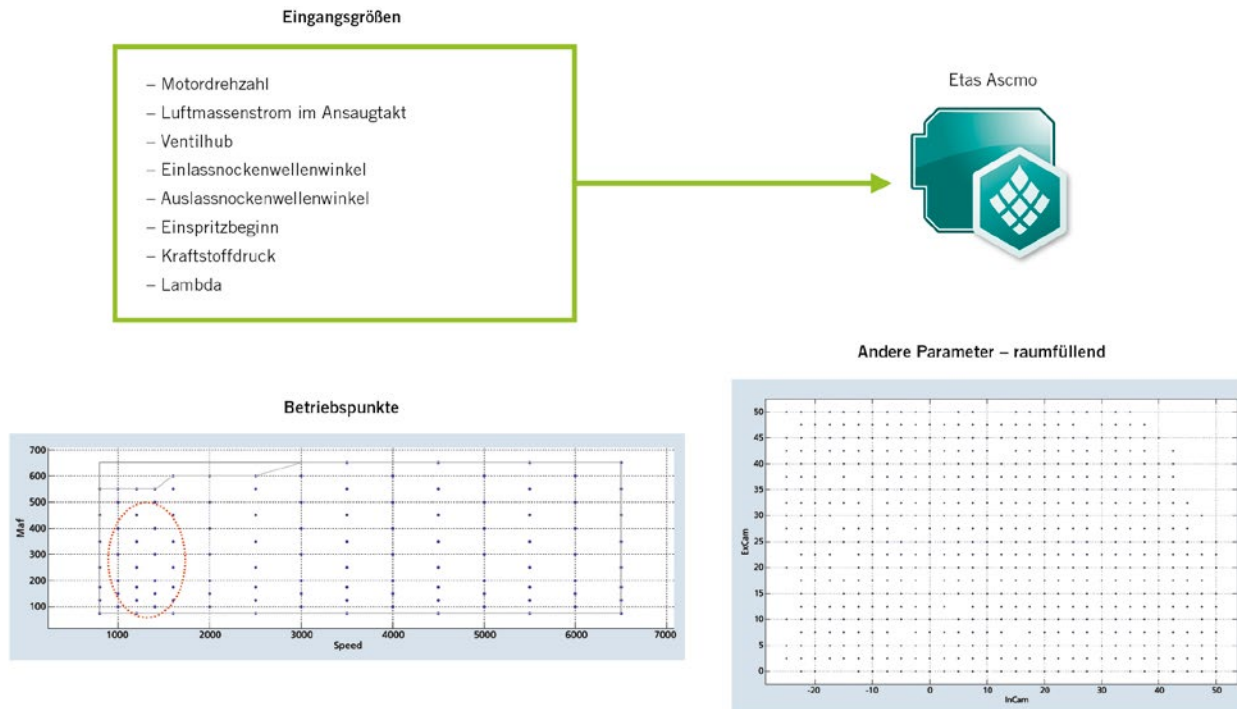 Eingangsgrößen
– Motordrehzahl
– Luftmassenstrom im Ansaugtakt
– Ventilhub
– Einlassnockenwellenwinkel
– Auslassnockenwellenwinkel
– Einspritzbeginn
– Kraftstoffdruck
– Lambda
Etas Ascmo
Betriebspunkte
700
600
500
400
300
200
100
Maf
1000 2000 3000 4000 5000 6000 7000
Speed
Andere Parameter – raumfüllend
50
45
40
35
30
25
20
15
10
5
0
ExCam
-20 -10 0 10 20 30 40 50
InCam